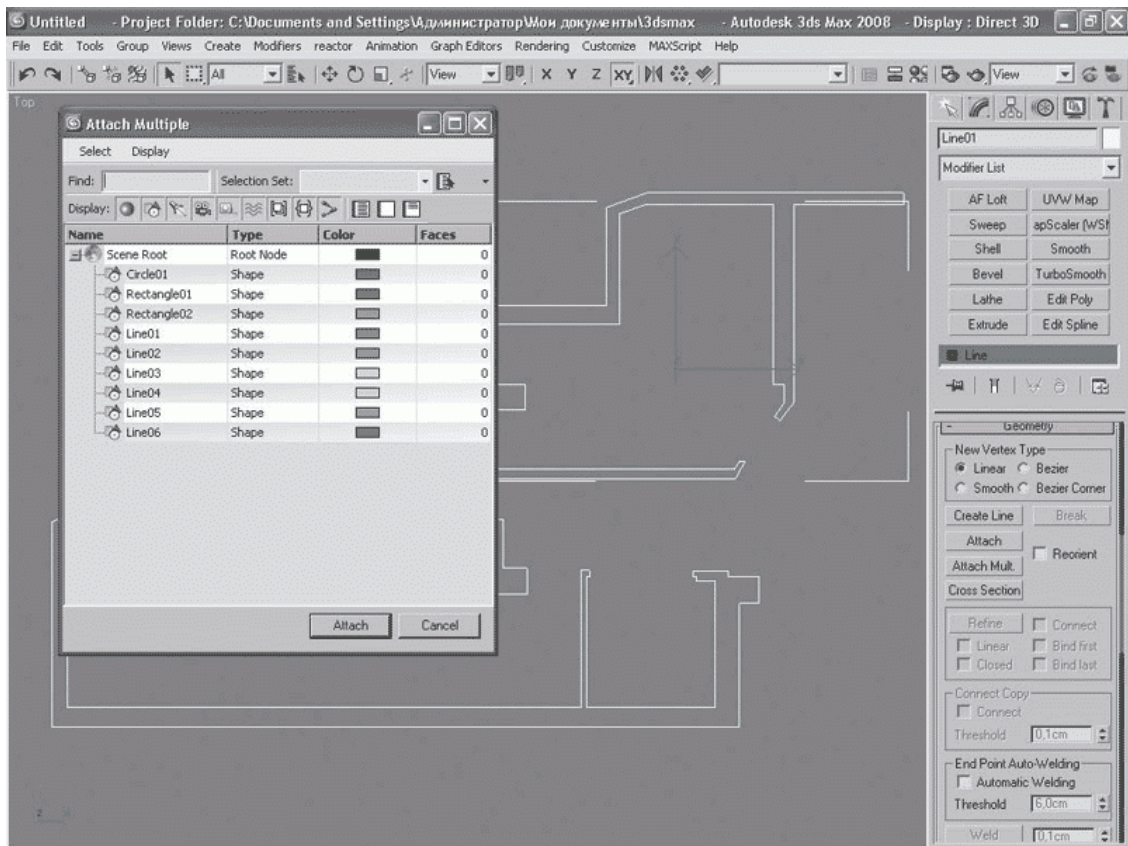 Untitled - Project Folder: C:\Documents and Settings\Администратор\Мои документы\3dsmax - Autodesk 3ds Max 2008 - Display : Direct 3D
File Edit Tools Group Views Create Modifiers reactor Animation Graph Editors Rendering Customize MAXScript Help
All View X Y Z XY View
Top
Attach Multiple
Select Display
Find: Selection Set:
Display:
Name Type Color Faces
Scene Root Root Node 0
Circle01 Shape 0
Rectangle01 Shape 0
Rectangle02 Shape 0
Line01 Shape 0
Line02 Shape 0
Line03 Shape 0
Line04 Shape 0
Line05 Shape 0
Line06 Shape 0
Attach Cancel
z
Line01
Modifier List
AF Loft UVW Map
Sweep apScaler (WSM
Shell Smooth
Bevel TurboSmooth
Lathe Edit Poly
Extrude Edit Spline
Line
- Geometry
New Vertex Type
Linear Bezier
Smooth Bezier Corner
Create Line Break
Attach
Reorient
Attach Mult.
Cross Section
Refine Connect
Linear Bind first
Closed Bind last
Connect Copy
Connect
Threshold 0,1cm
End Point Auto-Welding
Automatic Welding
Threshold 6,0cm
Weld 0,1cm